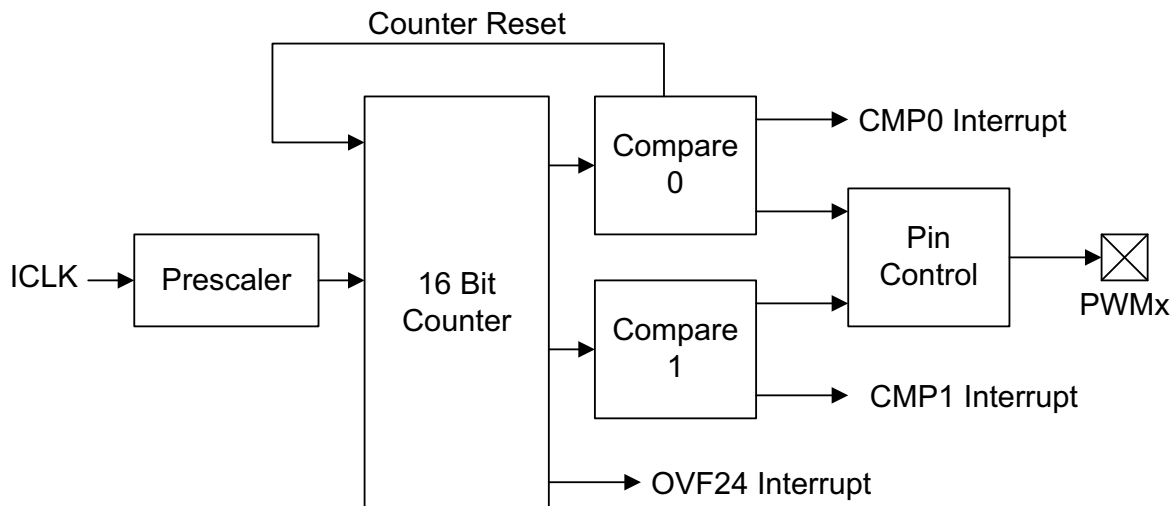 Counter Reset
CMP0 Interrupt
Compare
0
Pin
Control
ICLK
Prescaler
16 Bit
Counter
PWMx
Compare
1
CMP1 Interrupt
OVF24 Interrupt